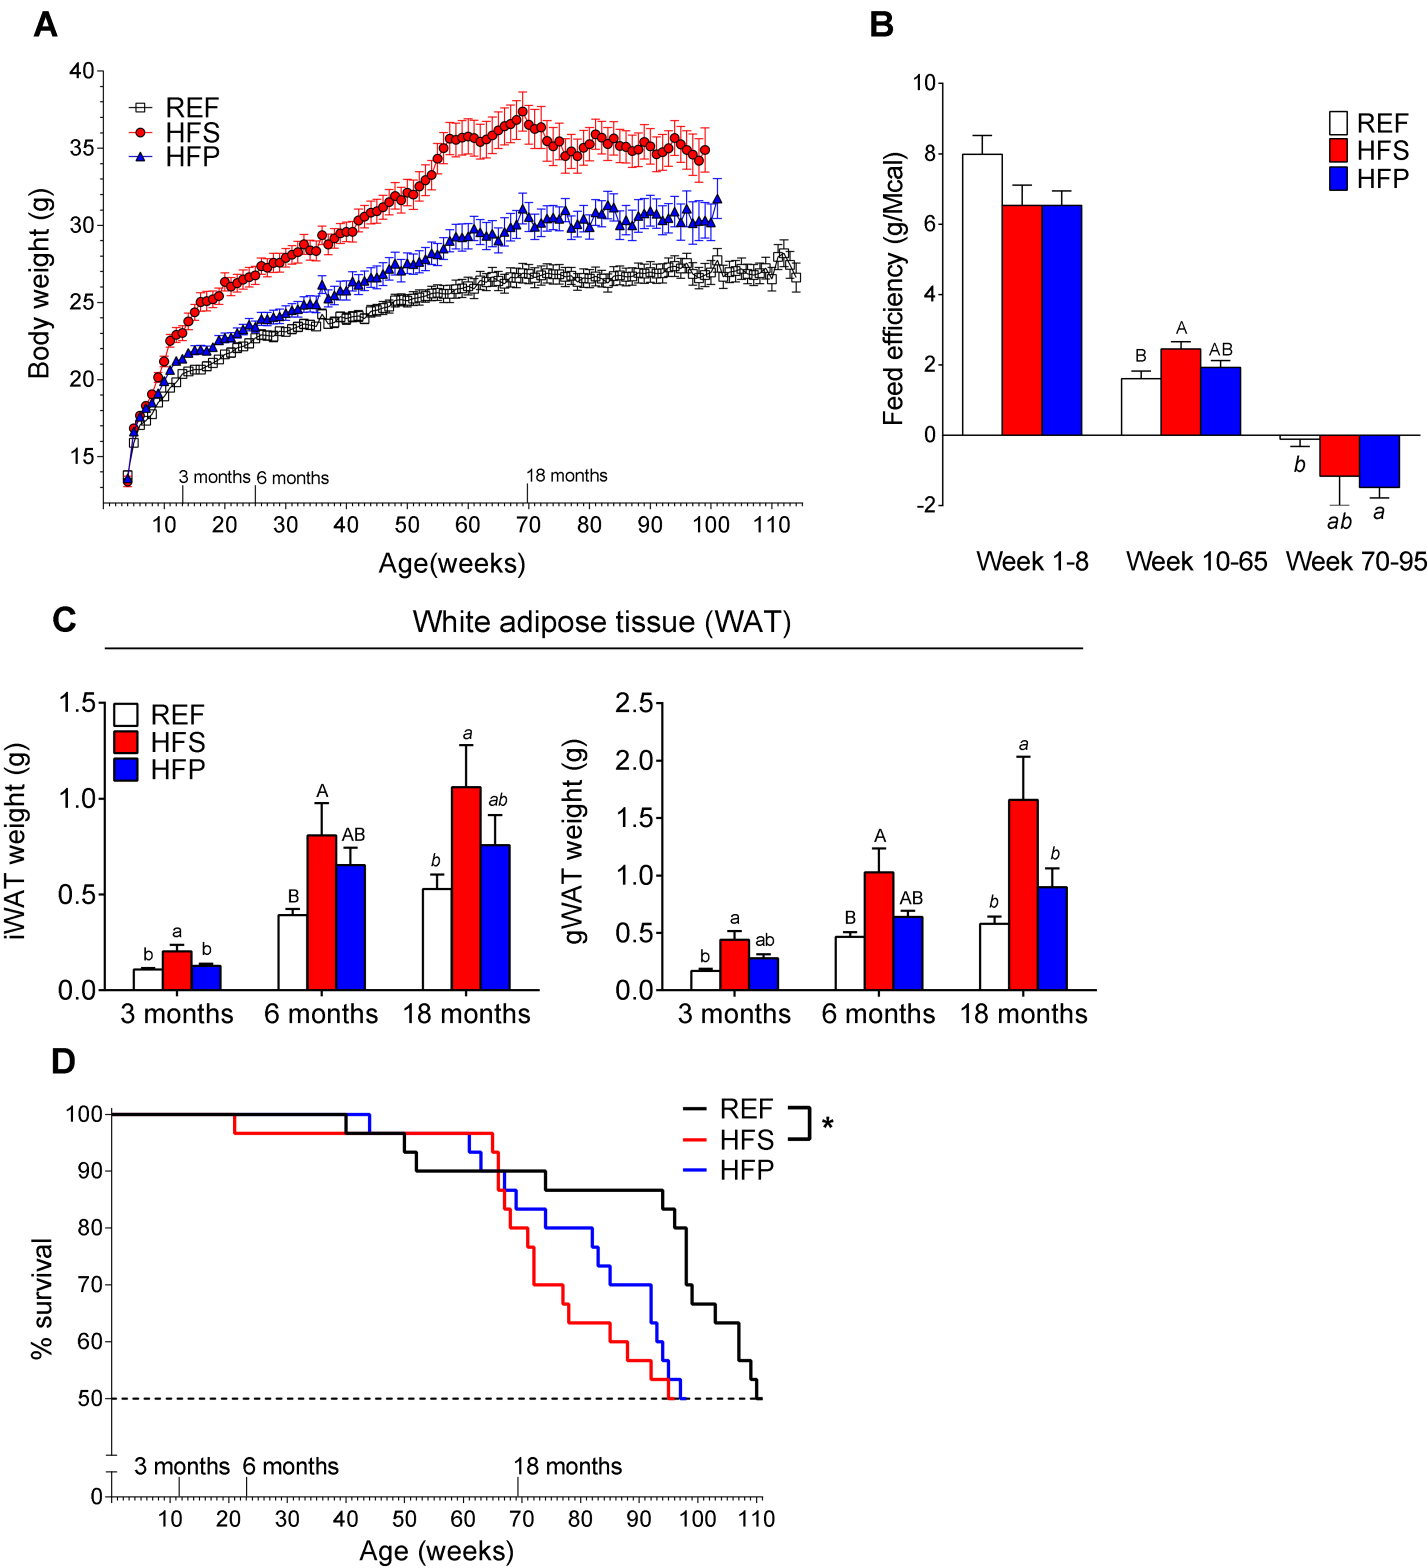 A
40
35
30
25
20
15
Body weight (g)
REF
HFS
HFP
3 months 6 months 18 months
10 20 30 40 50 60 70 80 90 100 110
Age(weeks)
B
10
8
6
4
2
0
-2
Feed efficiency (g/Mcal)
REF
HFS
HFP
B A AB
b ab a
Week 1-8 Week 10-65 Week 70-95
C
White adipose tissue (WAT)
1.5
1.0
0.5
0.0
iWAT weight (g)
REF
HFS
HFP
b a b
B A AB
b a ab
3 months 6 months 18 months
2.5
2.0
1.5
1.0
0.5
0.0
gWAT weight (g)
b a ab
B A AB
b a b
3 months 6 months 18 months
D
100
90
80
70
60
50
0
% survival
REF
HFS
HFP
*
3 months 6 months 18 months
10 20 30 40 50 60 70 80 90 100 110
Age (weeks)